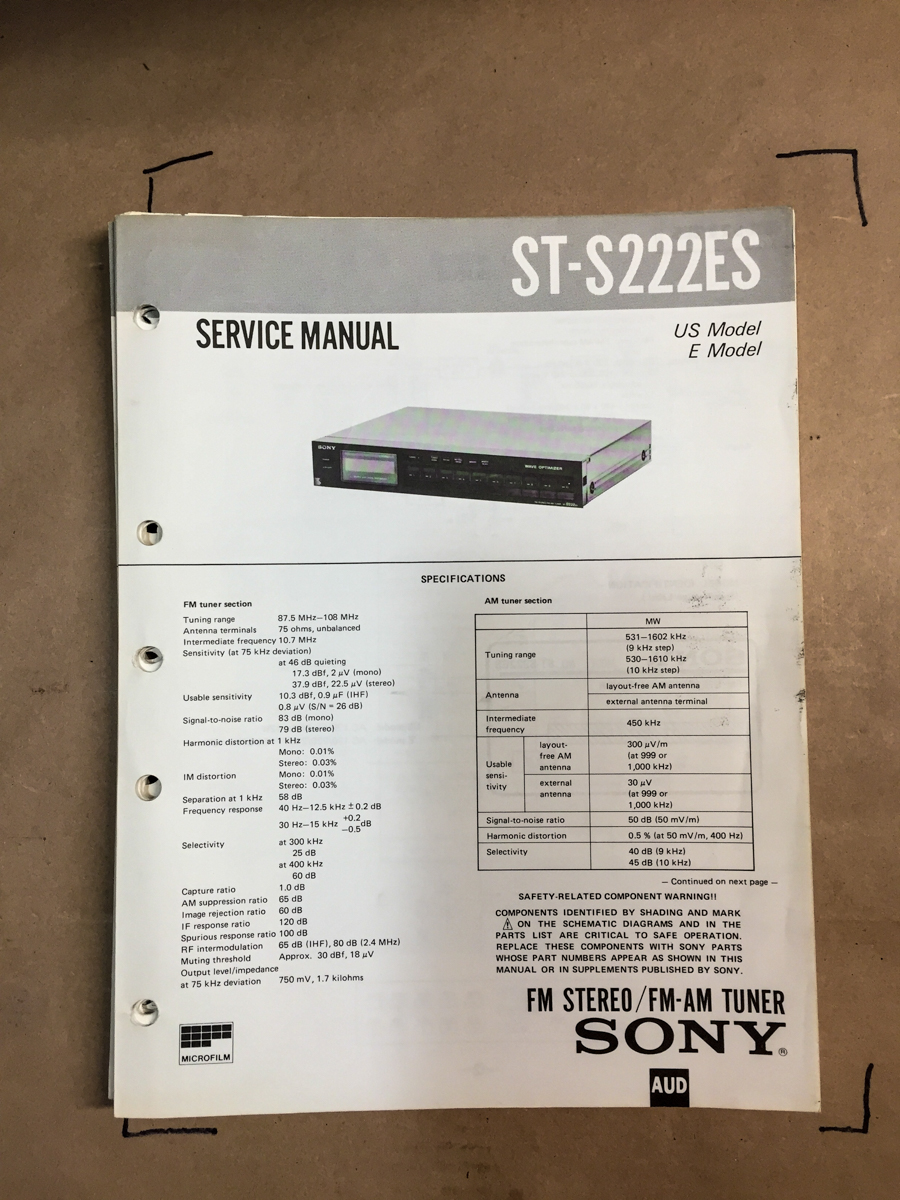 ST-S222ES
SERVICE MANUAL
US Model
E Model
SONY
WAVE OPTIMIZER
SPECIFICATIONS
FM tuner section
Tuning range 87.5 MHz–108 MHz
Antenna terminals 75 ohms, unbalanced
Intermediate frequency 10.7 MHz
Sensitivity (at 75 kHz deviation)
at 46 dB quieting
17.3 dBf, 2 μV (mono)
37.9 dBf, 22.5 μV (stereo)
Usable sensitivity 10.3 dBf, 0.9 μF (IHF)
0.8 μV (S/N = 26 dB)
Signal-to-noise ratio 83 dB (mono)
79 dB (stereo)
Harmonic distortion at 1 kHz
Mono: 0.01%
Stereo: 0.03%
IM distortion Mono: 0.01%
Stereo: 0.03%
Separation at 1 kHz 58 dB
Frequency response 40 Hz–12.5 kHz ±0.2 dB
30 Hz–15 kHz +0.2 –0.5 dB
Selectivity at 300 kHz
25 dB
at 400 kHz
60 dB
Capture ratio 1.0 dB
AM suppression ratio 65 dB
Image rejection ratio 60 dB
IF response ratio 120 dB
Spurious response ratio 100 dB
RF intermodulation 65 dB (IHF), 80 dB (2.4 MHz)
Muting threshold Approx. 30 dBf, 18 μV
Output level/impedance
at 75 kHz deviation 750 mV, 1.7 kilohms
MICROFILM
AM tuner section
MW
Tuning range
531–1602 kHz
(9 kHz step)
530–1610 kHz
(10 kHz step)
Antenna
layout-free AM antenna
external antenna terminal
Intermediate
frequency
450 kHz
Usable
sensi-
tivity
layout-
free AM
antenna
300 μV/m
(at 999 or
1,000 kHz)
external
antenna
30 μV
(at 999 or
1,000 kHz)
Signal-to-noise ratio 50 dB (50 mV/m)
Harmonic distortion 0.5 % (at 50 mV/m, 400 Hz)
Selectivity 40 dB (9 kHz)
45 dB (10 kHz)
– Continued on next page –
SAFETY-RELATED COMPONENT WARNING!!
COMPONENTS IDENTIFIED BY SHADING AND MARK
⚠ ON THE SCHEMATIC DIAGRAMS AND IN THE
PARTS LIST ARE CRITICAL TO SAFE OPERATION.
REPLACE THESE COMPONENTS WITH SONY PARTS
WHOSE PART NUMBERS APPEAR AS SHOWN IN THIS
MANUAL OR IN SUPPLEMENTS PUBLISHED BY SONY.
FM STEREO/FM-AM TUNER
SONY®
AUD